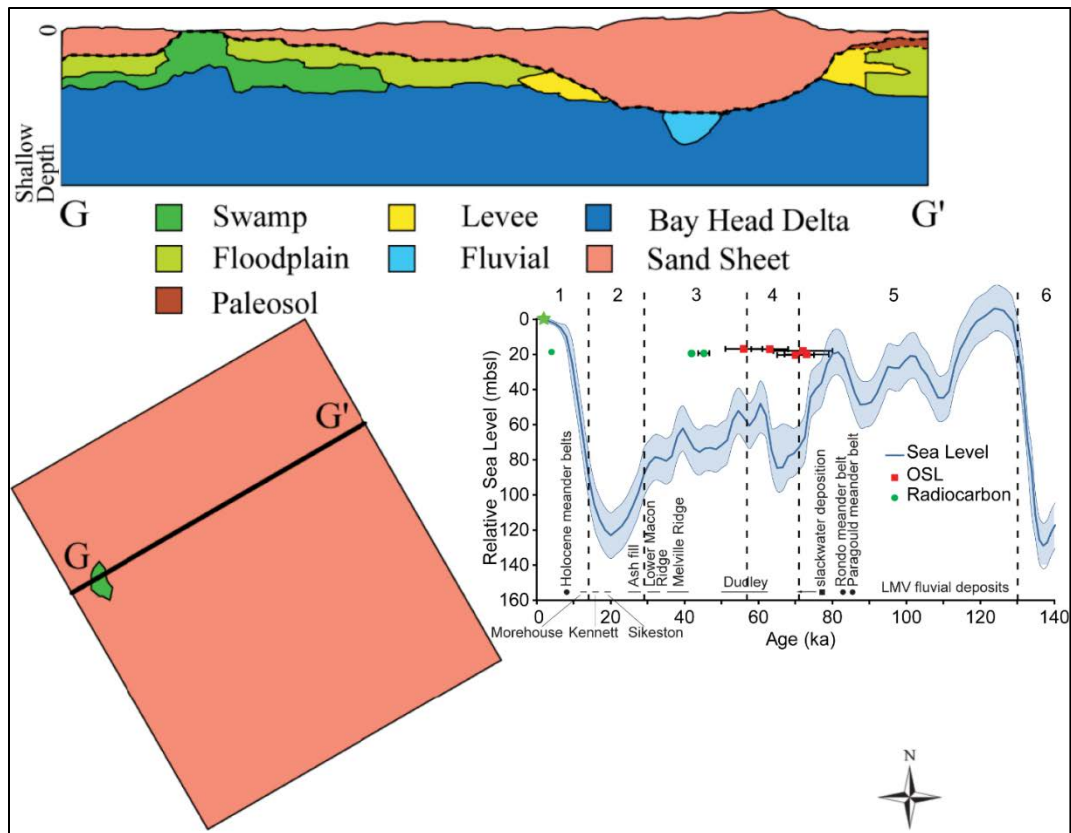 0
Shallow
Depth
G G'
Swamp Levee Bay Head Delta
Floodplain Fluvial Sand Sheet
Paleosol
G'
G
1 2 3 4 5 6
Relative Sea Level (mbsl)
0
20
40
60
80
100
120
140
160
Sea Level
OSL
Radiocarbon
Holocene meander belts
Ash fill
Lower Macon
Ridge
Melville Ridge
Dudley
slackwater deposition
Rondo meander belt
Paragould meander belt
LMV fluvial deposits
0 20 40 60 80 100 120 140
Morehouse Kennett Sikeston
Age (ka)
N